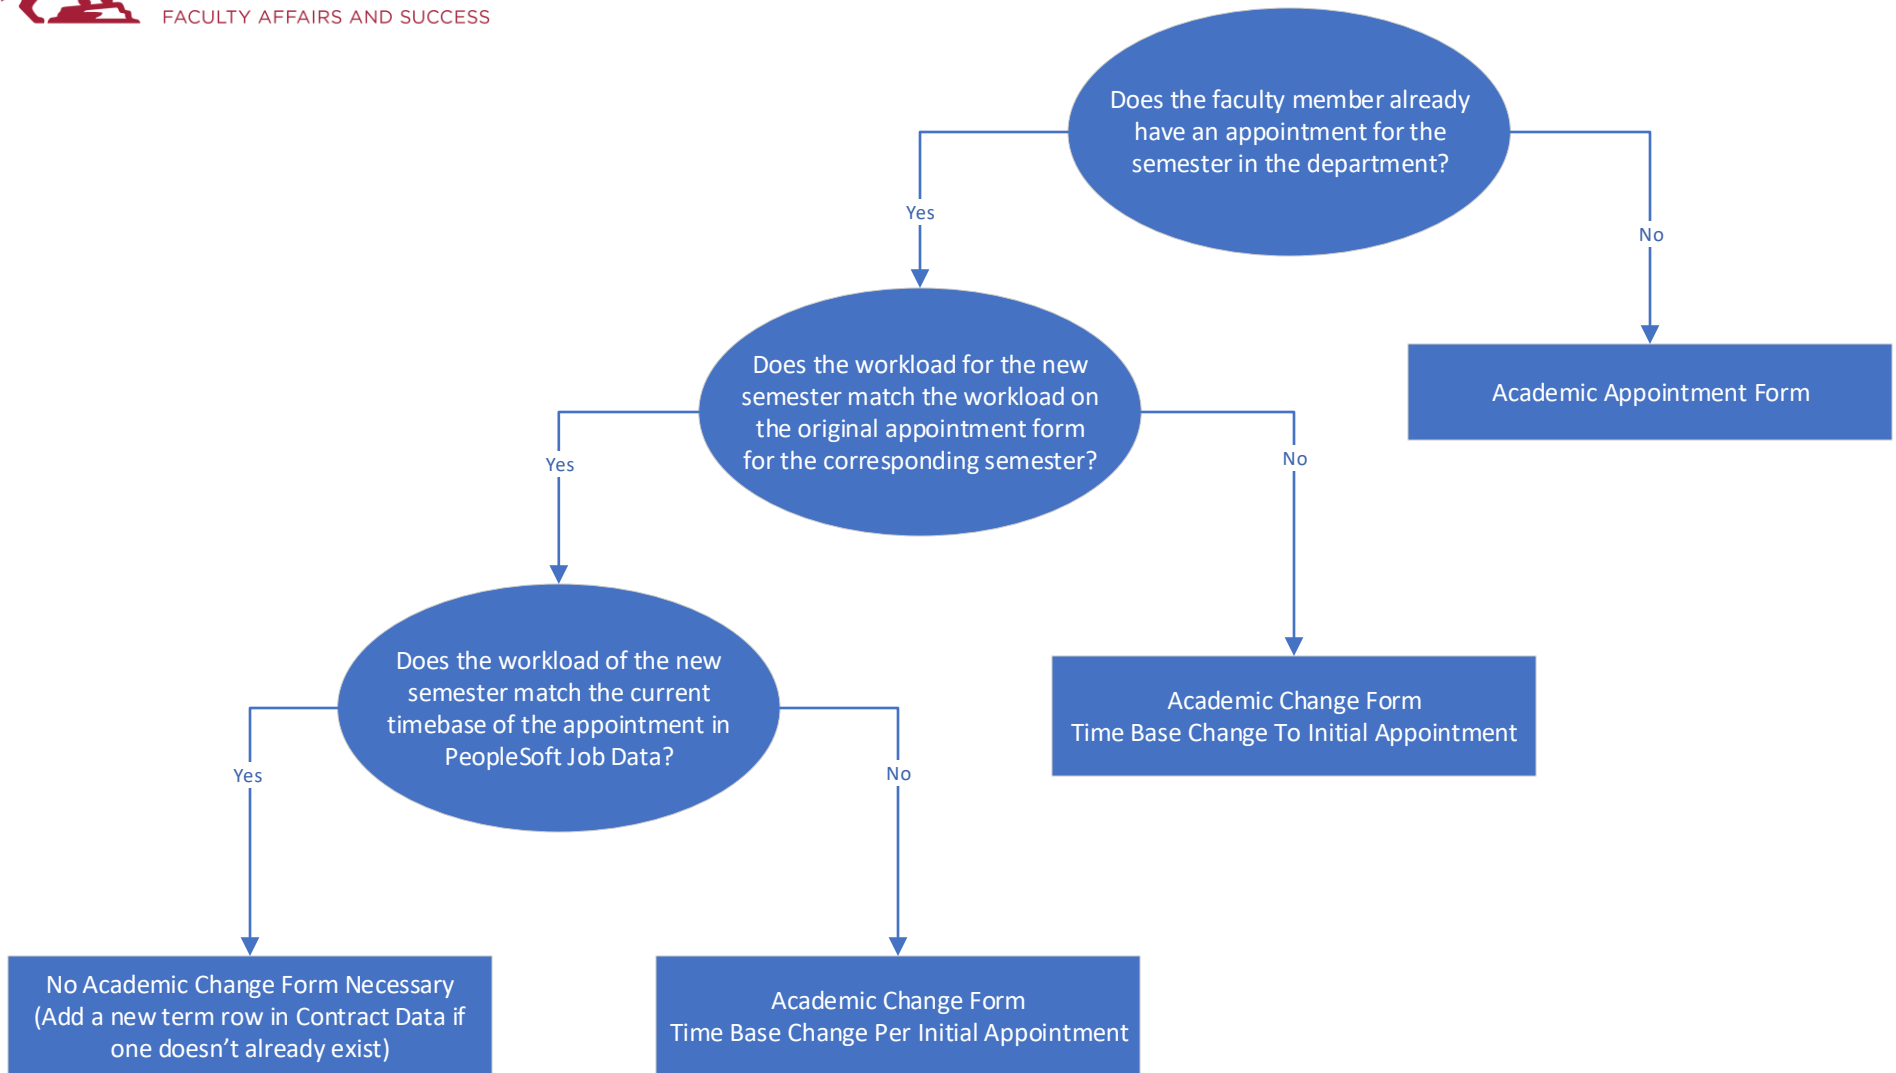 FACULTY AFFAIRS AND SUCCESS
Does the faculty member already
have an appointment for the
semester in the department?
Yes
No
Does the workload for the new
semester match the workload on
the original appointment form
for the corresponding semester?
Academic Appointment Form
Yes
No
Does the workload of the new
semester match the current
timebase of the appointment in
PeopleSoft Job Data?
Academic Change Form
Time Base Change To Initial Appointment
Yes
No
No Academic Change Form Necessary
(Add a new term row in Contract Data if
one doesn’t already exist)
Academic Change Form
Time Base Change Per Initial Appointment